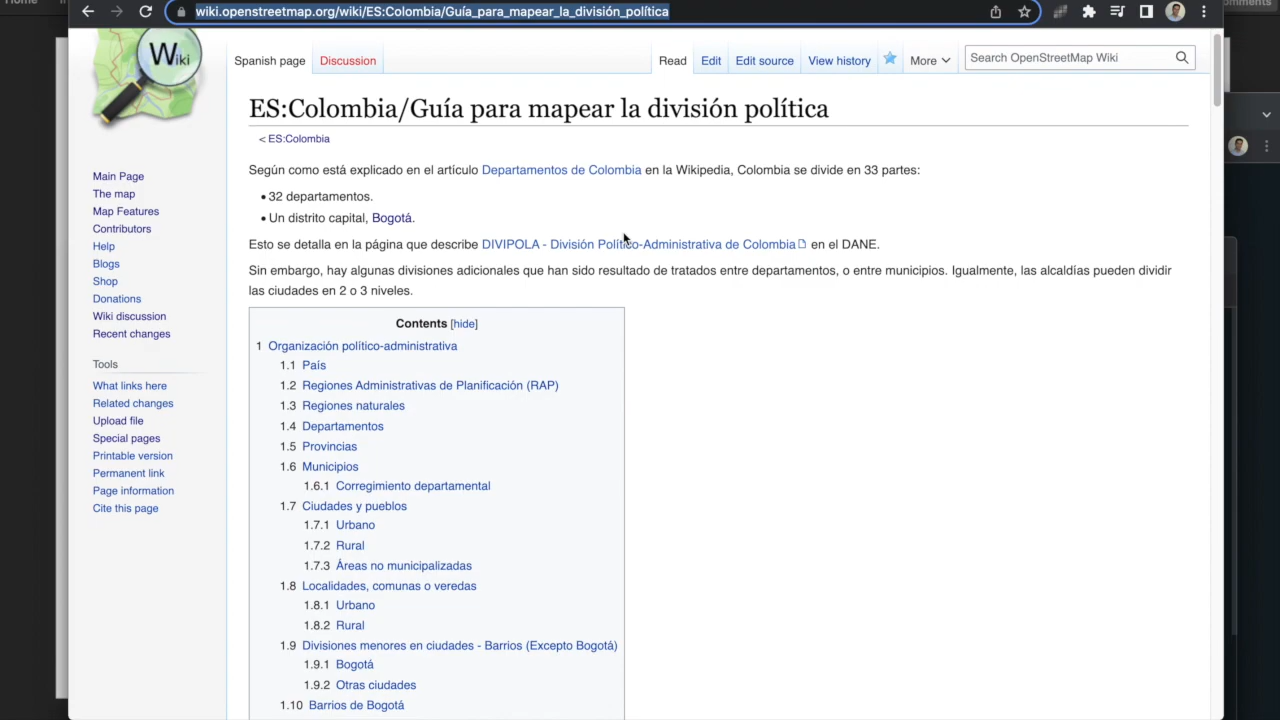 Home
omments
wiki.openstreetmap.org/wiki/ES:Colombia/Guía_para_mapear_la_división_política
Wiki
Spanish page
Discussion
Read
Edit
Edit source
View history
More
Search OpenStreetMap Wiki
ES:Colombia/Guía para mapear la división política
< ES:Colombia
Según como está explicado en el artículo Departamentos de Colombia en la Wikipedia, Colombia se divide en 33 partes:
• 32 departamentos.
• Un distrito capital, Bogotá.
Esto se detalla en la página que describe DIVIPOLA - División Político-Administrativa de Colombia en el DANE.
Sin embargo, hay algunas divisiones adicionales que han sido resultado de tratados entre departamentos, o entre municipios. Igualmente, las alcaldías pueden dividir
las ciudades en 2 o 3 niveles.
Contents [hide]
1 Organización político-administrativa
1.1 País
1.2 Regiones Administrativas de Planificación (RAP)
1.3 Regiones naturales
1.4 Departamentos
1.5 Provincias
1.6 Municipios
1.6.1 Corregimiento departamental
1.7 Ciudades y pueblos
1.7.1 Urbano
1.7.2 Rural
1.7.3 Áreas no municipalizadas
1.8 Localidades, comunas o veredas
1.8.1 Urbano
1.8.2 Rural
1.9 Divisiones menores en ciudades - Barrios (Excepto Bogotá)
1.9.1 Bogotá
1.9.2 Otras ciudades
1.10 Barrios de Bogotá
Main Page
The map
Map Features
Contributors
Help
Blogs
Shop
Donations
Wiki discussion
Recent changes
Tools
What links here
Related changes
Upload file
Special pages
Printable version
Permanent link
Page information
Cite this page